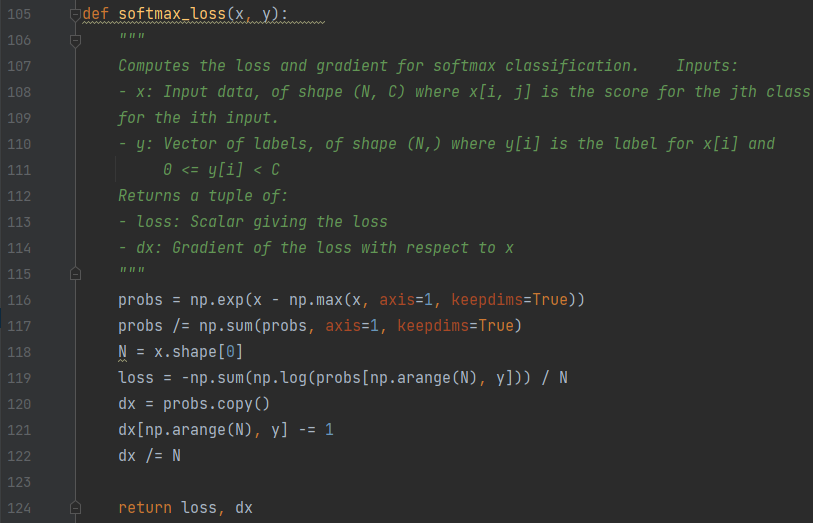 105 def softmax_loss(x, y):
106 """
107 Computes the loss and gradient for softmax classification.    Inputs:
108 - x: Input data, of shape (N, C) where x[i, j] is the score for the jth class
109 for the ith input.
110 - y: Vector of labels, of shape (N,) where y[i] is the label for x[i] and
111 0 <= y[i] < C
112 Returns a tuple of:
113 - loss: Scalar giving the loss
114 - dx: Gradient of the loss with respect to x
115 """
116 probs = np.exp(x - np.max(x, axis=1, keepdims=True))
117 probs /= np.sum(probs, axis=1, keepdims=True)
118 N = x.shape[0]
119 loss = -np.sum(np.log(probs[np.arange(N), y])) / N
120 dx = probs.copy()
121 dx[np.arange(N), y] -= 1
122 dx /= N
123
124 return loss, dx